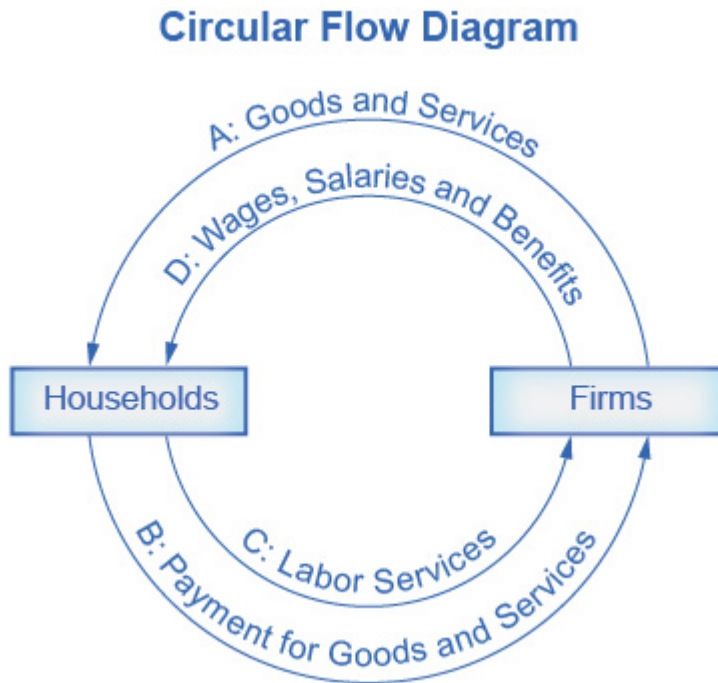 Circular Flow Diagram
A: Goods and Services
D: Wages, Salaries and Benefits
Households
Firms
C: Labor Services
B: Payment for Goods and Services